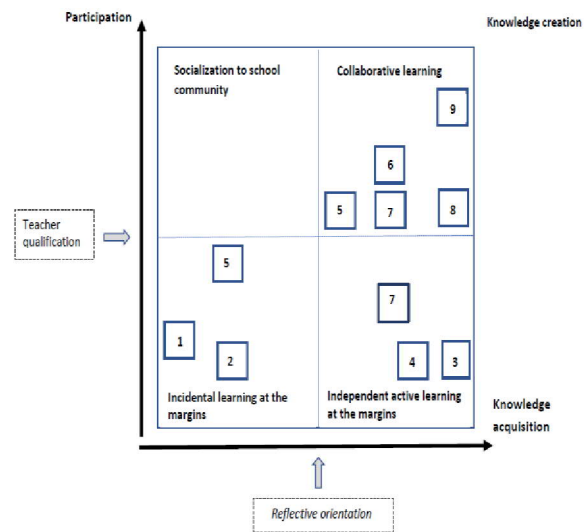 Participation
Knowledge creation
Socialization to school
community
Collaborative learning
9
6
5
7
8
Teacher
qualification
5
7
1
2
4
3
Incidental learning at the
margins
Independent active learning
at the margins
Knowledge
acquisition
Reflective orientation